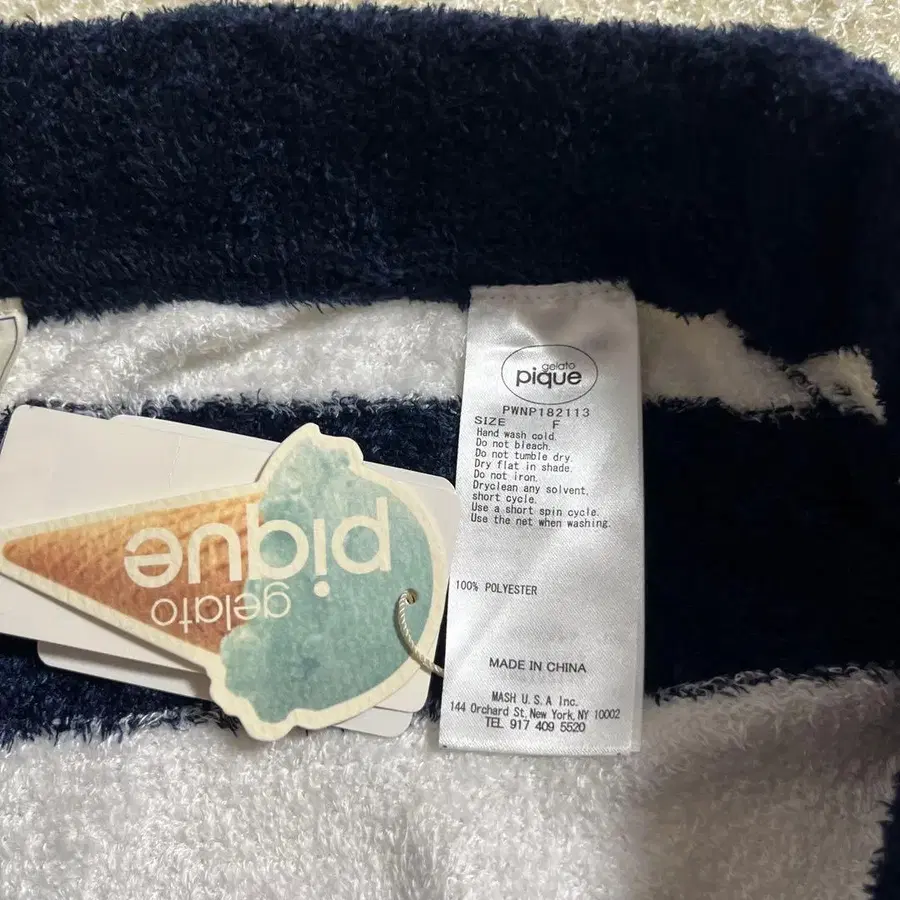 gelato
pique
PWNP182113
SIZE F
Hand wash cold.
Do not bleach.
Do not tumble dry.
Dry flat in shade.
Do not iron.
Dryclean any solvent,
short cycle.
Use a short spin cycle.
Use the net when washing.
100% POLYESTER
MADE IN CHINA
MASH U.S.A Inc.
144 Orchard St, New York, NY 10002
TEL 917 409 5520
gelato
pique